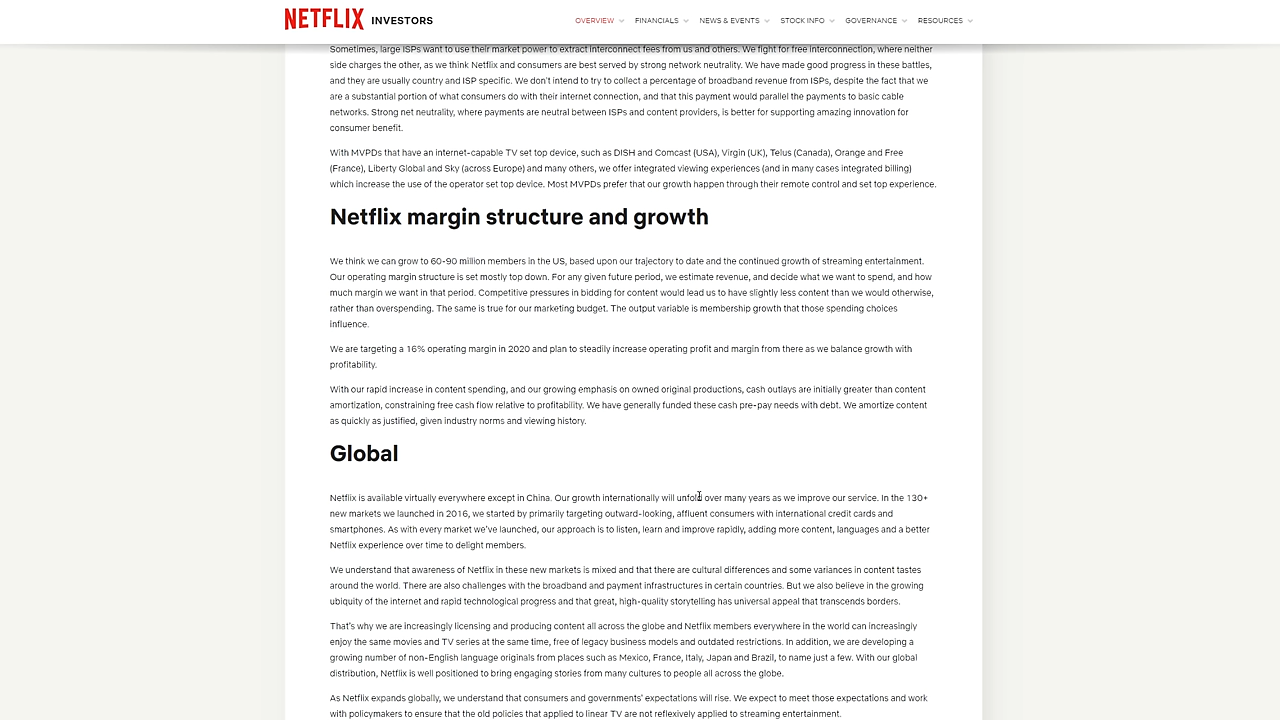 NETFLIX INVESTORS
OVERVIEW FINANCIALS NEWS & EVENTS STOCK INFO GOVERNANCE RESOURCES
Sometimes, large ISPs want to use their market power to extract interconnect fees from us and others. We fight for free interconnection, where neither
side charges the other, as we think Netflix and consumers are best served by strong network neutrality. We have made good progress in these battles,
and they are usually country and ISP specific. We don't intend to try to collect a percentage of broadband revenue from ISPs, despite the fact that we
are a substantial portion of what consumers do with their internet connection, and that this payment would parallel the payments to basic cable
networks. Strong net neutrality, where payments are neutral between ISPs and content providers, is better for supporting amazing innovation for
consumer benefit.
With MVPDs that have an internet-capable TV set top device, such as DISH and Comcast (USA), Virgin (UK), Telus (Canada), Orange and Free
(France), Liberty Global and Sky (across Europe) and many others, we offer integrated viewing experiences (and in many cases integrated billing)
which increase the use of the operator set top device. Most MVPDs prefer that our growth happen through their remote control and set top experience.
Netflix margin structure and growth
We think we can grow to 60-90 million members in the US, based upon our trajectory to date and the continued growth of streaming entertainment.
Our operating margin structure is set mostly top down. For any given future period, we estimate revenue, and decide what we want to spend, and how
much margin we want in that period. Competitive pressures in bidding for content would lead us to have slightly less content than we would otherwise,
rather than overspending. The same is true for our marketing budget. The output variable is membership growth that those spending choices
influence.
We are targeting a 16% operating margin in 2020 and plan to steadily increase operating profit and margin from there as we balance growth with
profitability.
With our rapid increase in content spending, and our growing emphasis on owned original productions, cash outlays are initially greater than content
amortization, constraining free cash flow relative to profitability. We have generally funded these cash pre-pay needs with debt. We amortize content
as quickly as justified, given industry norms and viewing history.
Global
Netflix is available virtually everywhere except in China. Our growth internationally will unfold over many years as we improve our service. In the 130+
new markets we launched in 2016, we started by primarily targeting outward-looking, affluent consumers with international credit cards and
smartphones. As with every market we've launched, our approach is to listen, learn and improve rapidly, adding more content, languages and a better
Netflix experience over time to delight members.
We understand that awareness of Netflix in these new markets is mixed and that there are cultural differences and some variances in content tastes
around the world. There are also challenges with the broadband and payment infrastructures in certain countries. But we also believe in the growing
ubiquity of the internet and rapid technological progress and that great, high-quality storytelling has universal appeal that transcends borders.
That's why we are increasingly licensing and producing content all across the globe and Netflix members everywhere in the world can increasingly
enjoy the same movies and TV series at the same time, free of legacy business models and outdated restrictions. In addition, we are developing a
growing number of non-English language originals from places such as Mexico, France, Italy, Japan and Brazil, to name just a few. With our global
distribution, Netflix is well positioned to bring engaging stories from many cultures to people all across the globe.
As Netflix expands globally, we understand that consumers and governments' expectations will rise. We expect to meet those expectations and work
with policymakers to ensure that the old policies that applied to linear TV are not reflexively applied to streaming entertainment.